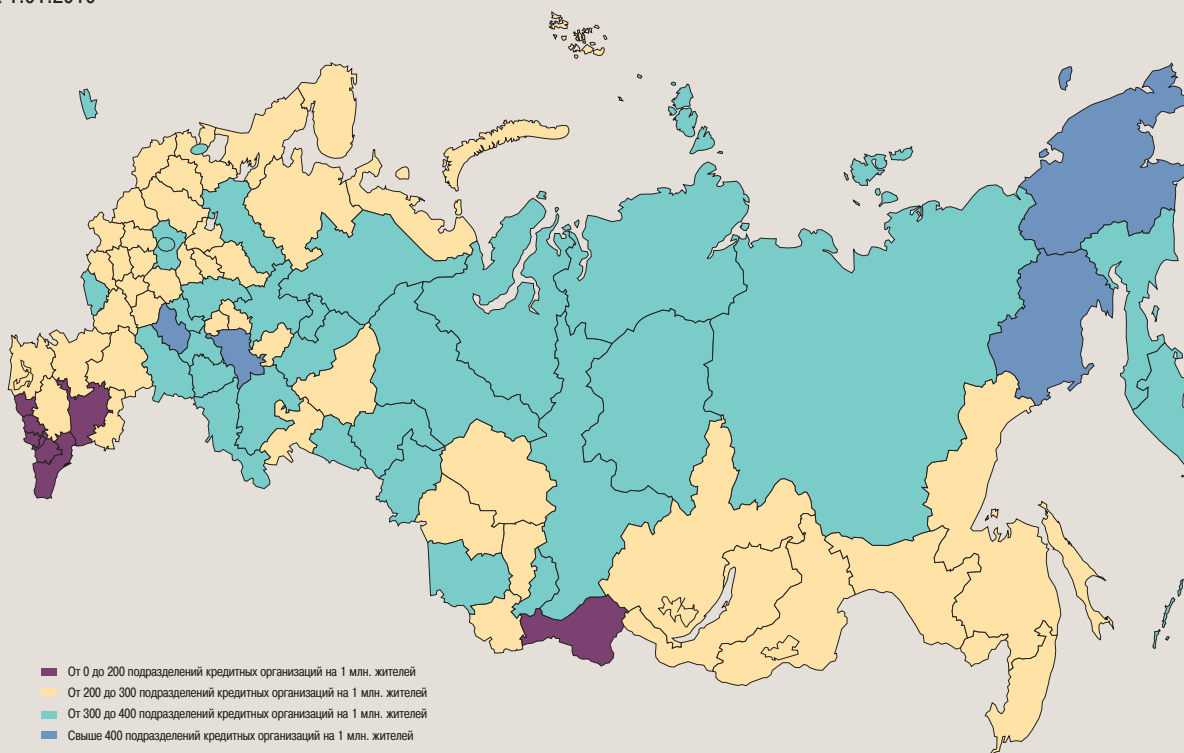 От 0 до 200 подразделений кредитных организаций на 1 млн. жителей
От 200 до 300 подразделений кредитных организаций на 1 млн. жителей
От 300 до 400 подразделений кредитных организаций на 1 млн. жителей
Свыше 400 подразделений кредитных организаций на 1 млн. жителей